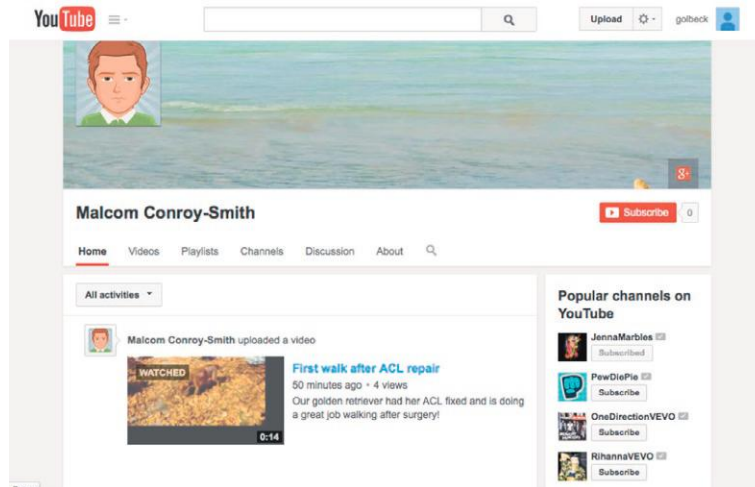 YouTube
Upload
golbeck
Malcom Conroy-Smith
Subscribe 0
Home Videos Playlists Channels Discussion About
All activities
Malcom Conroy-Smith uploaded a video
WATCHED
0:14
First walk after ACL repair
50 minutes ago • 4 views
Our golden retriever had her ACL fixed and is doing
a great job walking after surgery!
Popular channels on
YouTube
JennaMarbles
Subscribed
PewDiePie
Subscribe
OneDirectionVEVO
Subscribe
RihannaVEVO
Subscribe